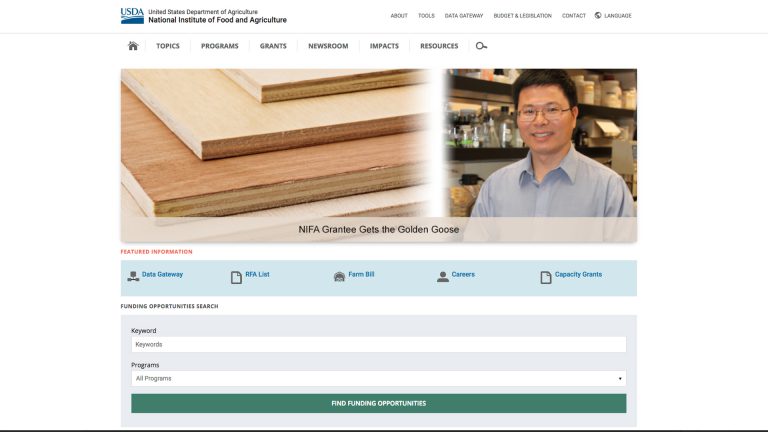 USDA
United States Department of Agriculture
National Institute of Food and Agriculture
ABOUT TOOLS DATA GATEWAY BUDGET & LEGISLATION CONTACT LANGUAGE
TOPICS PROGRAMS GRANTS NEWSROOM IMPACTS RESOURCES
NIFA Grantee Gets the Golden Goose
FEATURED INFORMATION
Data Gateway RFA List Farm Bill Careers Capacity Grants
FUNDING OPPORTUNITIES SEARCH
Keyword
Keywords
Programs
All Programs
FIND FUNDING OPPORTUNITIES